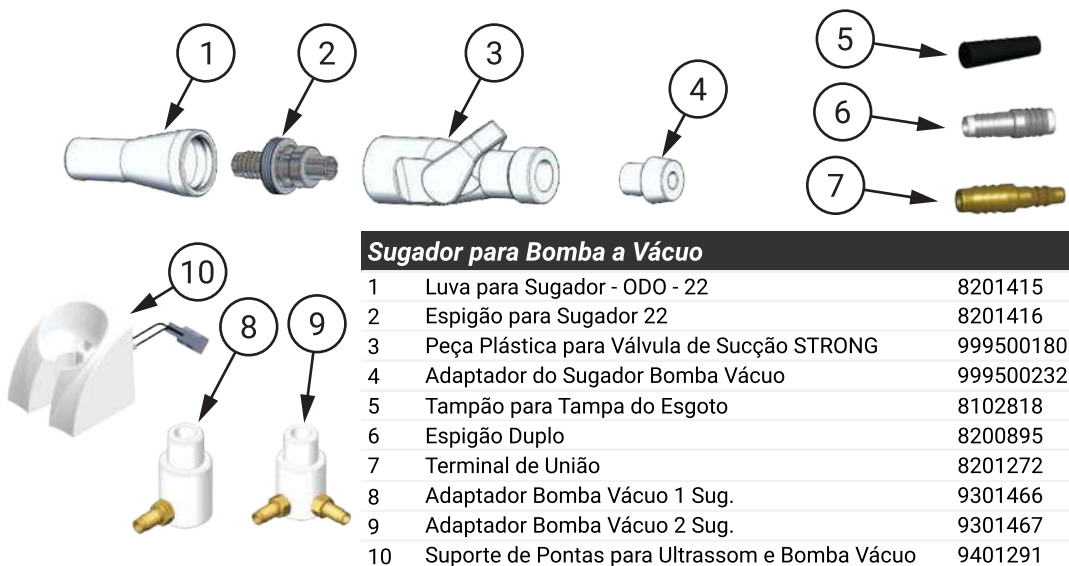 1
2
3
4
5
6
7
10
8
9
Sugador para Bomba a Vácuo
1 Luva para Sugador - ODO - 22 8201415
2 Espigão para Sugador 22 8201416
3 Peça Plástica para Válvula de Sucção STRONG 999500180
4 Adaptador do Sugador Bomba Vácuo 999500232
5 Tampão para Tampa do Esgoto 8102818
6 Espigão Duplo 8200895
7 Terminal de União 8201272
8 Adaptador Bomba Vácuo 1 Sug. 9301466
9 Adaptador Bomba Vácuo 2 Sug. 9301467
10 Suporte de Pontas para Ultrassom e Bomba Vácuo 9401291